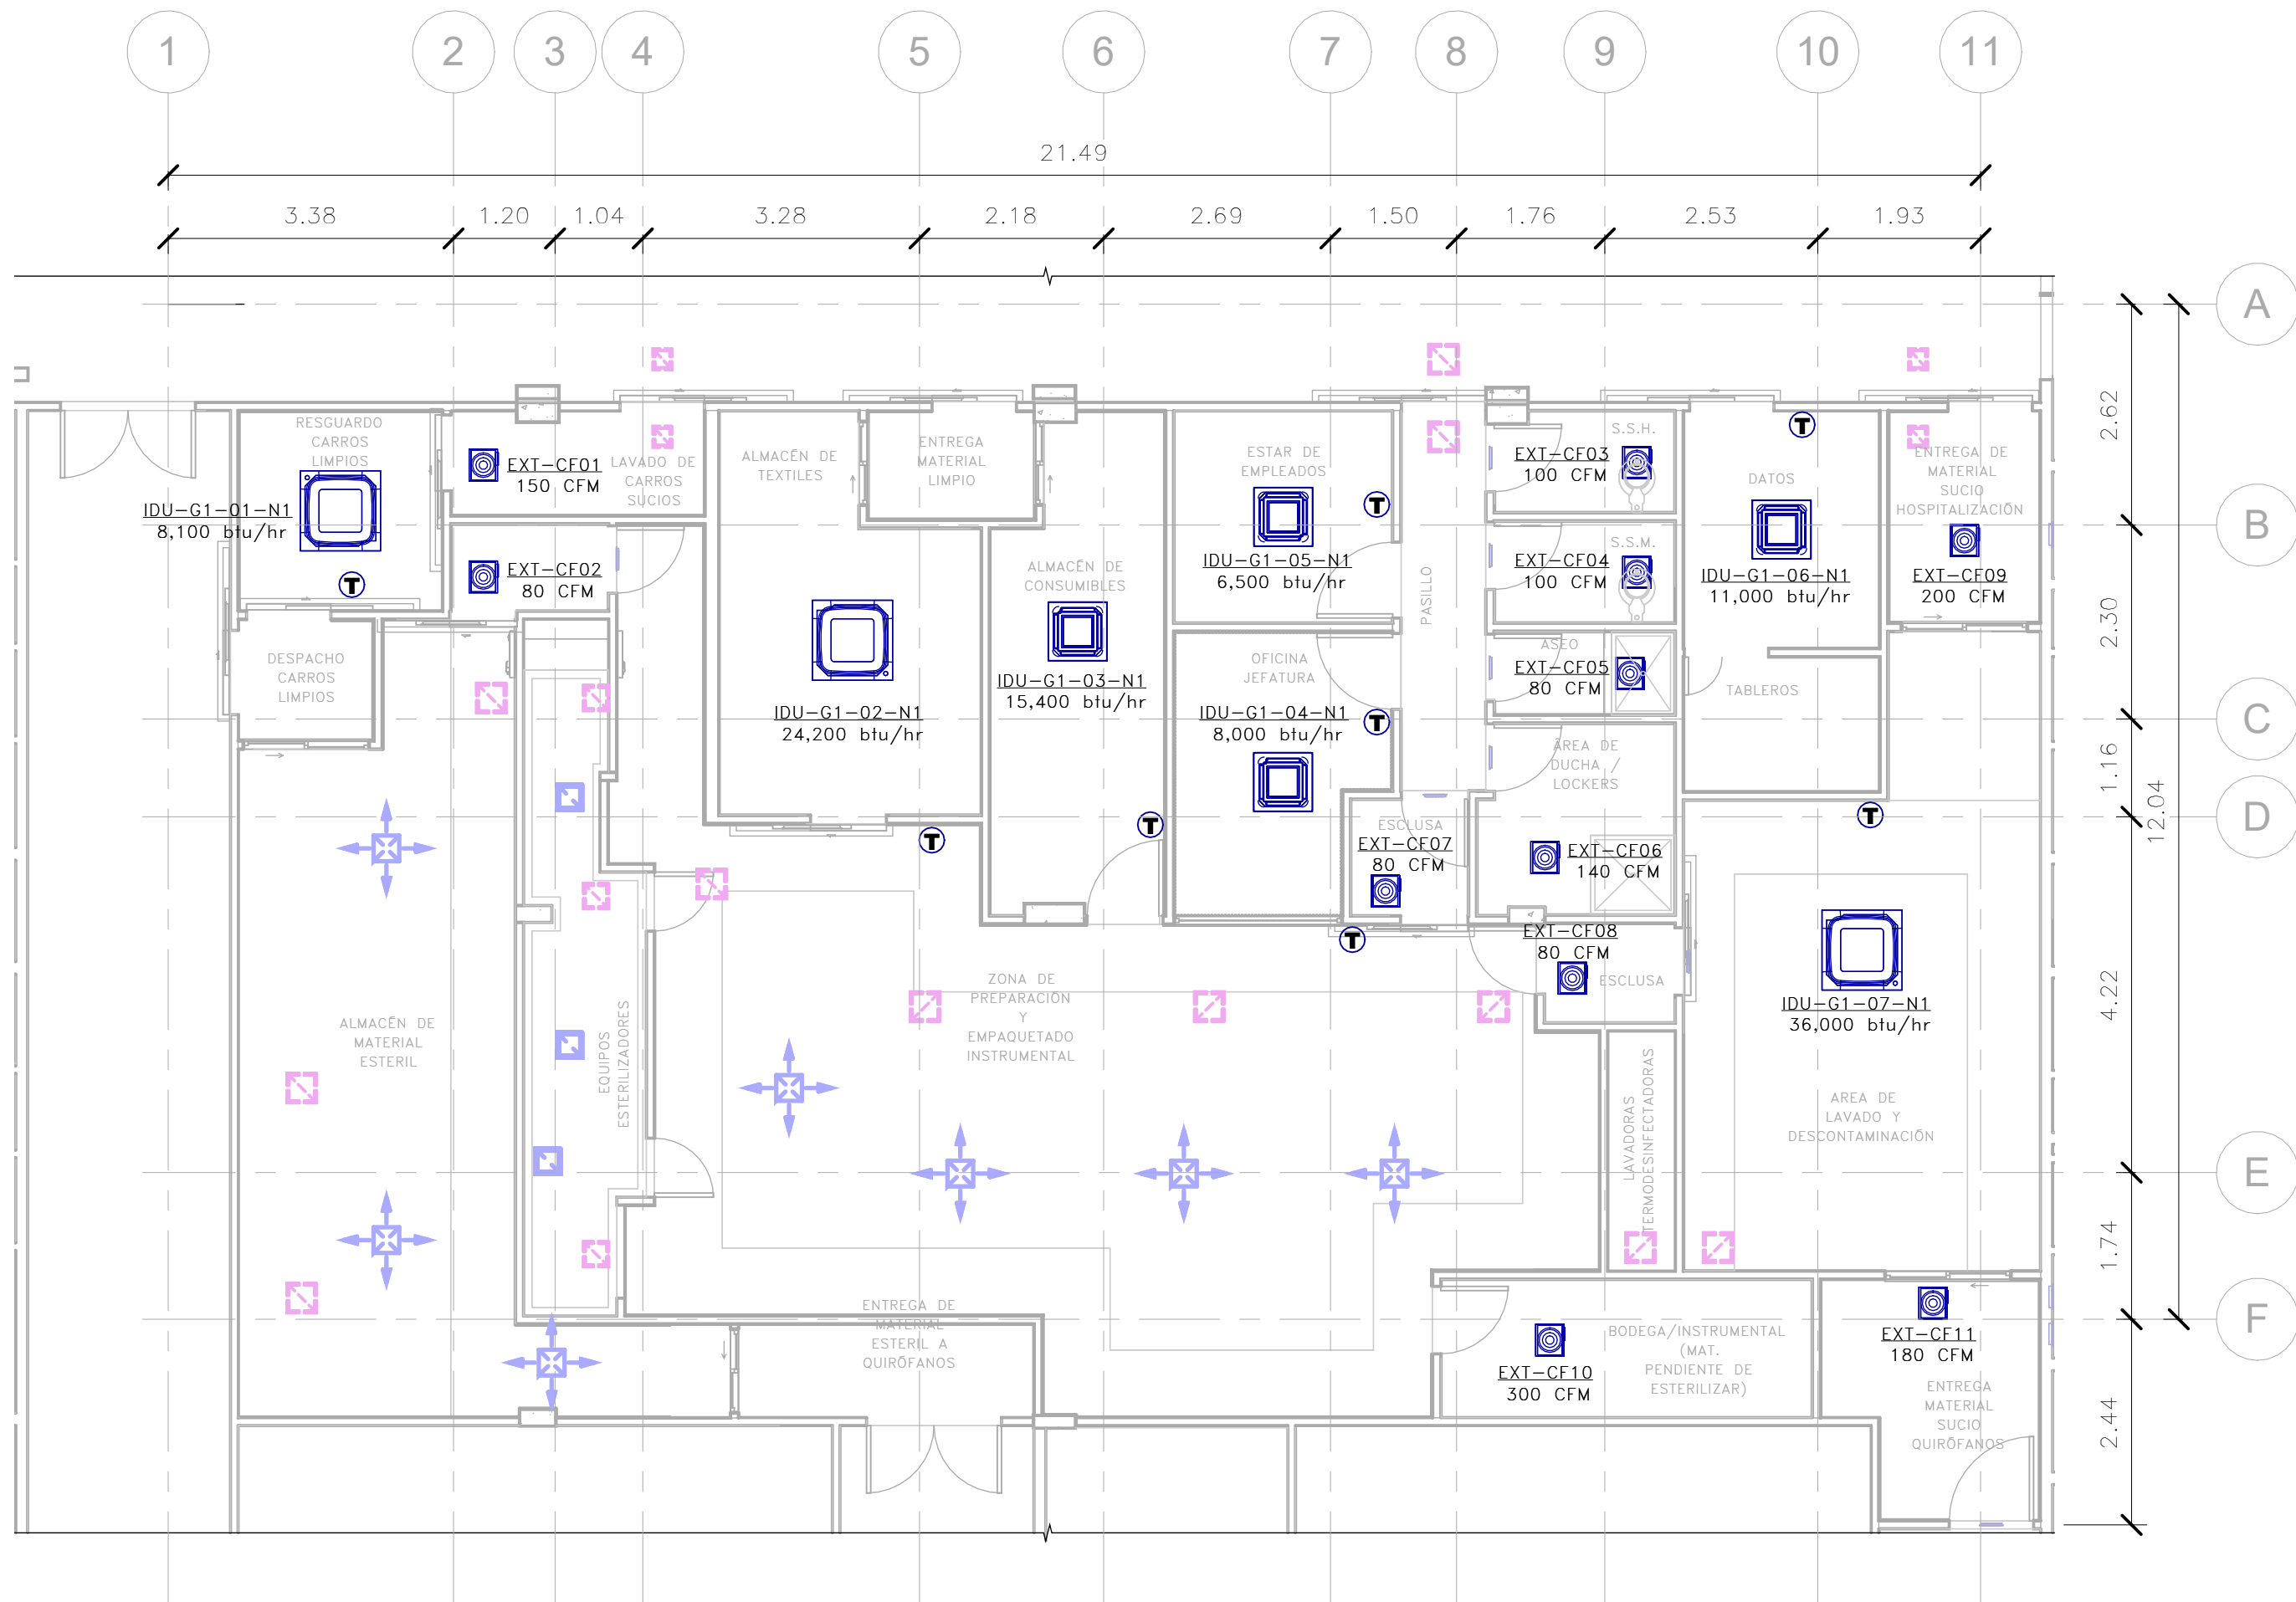 1 2 3 4 5 6 7 8 9 10 11
21.49
3.38 1.20 1.04 3.28 2.18 2.69 1.50 1.76 2.53 1.93
A
B
C
D
E
F
2.62
2.30
1.16
12.04
4.22
1.74
2.44
RESGUARDO
CARROS
LIMPIOS
IDU-G1-01-N1
8,100 btu/hr
T
DESPACHO
CARROS
LIMPIOS
EXT-CF01
150 CFM
LAVADO DE
CARROS
SUCIOS
EXT-CF02
80 CFM
ALMACÉN DE
TEXTILES
IDU-G1-02-N1
24,200 btu/hr
T
ENTREGA
MATERIAL
LIMPIO
ALMACÉN DE
CONSUMIBLES
IDU-G1-03-N1
15,400 btu/hr
T
ESTAR DE
EMPLEADOS
T
IDU-G1-05-N1
6,500 btu/hr
OFICINA
JEFATURA
IDU-G1-04-N1
8,000 btu/hr
T
PASILLO
S.S.H.
EXT-CF03
100 CFM
S.S.M.
EXT-CF04
100 CFM
ASEO
EXT-CF05
80 CFM
ÁREA DE
DUCHA /
LOCKERS
EXT-CF06
140 CFM
ESCLUSA
EXT-CF07
80 CFM
T
EXT-CF08
80 CFM
ESCLUSA
T
DATOS
IDU-G1-06-N1
11,000 btu/hr
TABLEROS
ENTREGA DE
MATERIAL
SUCIO
HOSPITALIZACIÓN
EXT-CF09
200 CFM
T
IDU-G1-07-N1
36,000 btu/hr
AREA DE
LAVADO Y
DESCONTAMINACIÓN
LAVADORAS
TERMODESINFECTADORAS
ZONA DE
PREPARACIÓN
Y
EMPAQUETADO
INSTRUMENTAL
EQUIPOS
ESTERILIZADORES
ALMACÉN DE
MATERIAL
ESTERIL
ENTREGA DE
MATERIAL
ESTERIL A
QUIRÓFANOS
EXT-CF10
300 CFM
BODEGA/INSTRUMENTAL
(MAT.
PENDIENTE DE
ESTERILIZAR)
EXT-CF11
180 CFM
ENTREGA
MATERIAL
SUCIO
QUIRÓFANOS